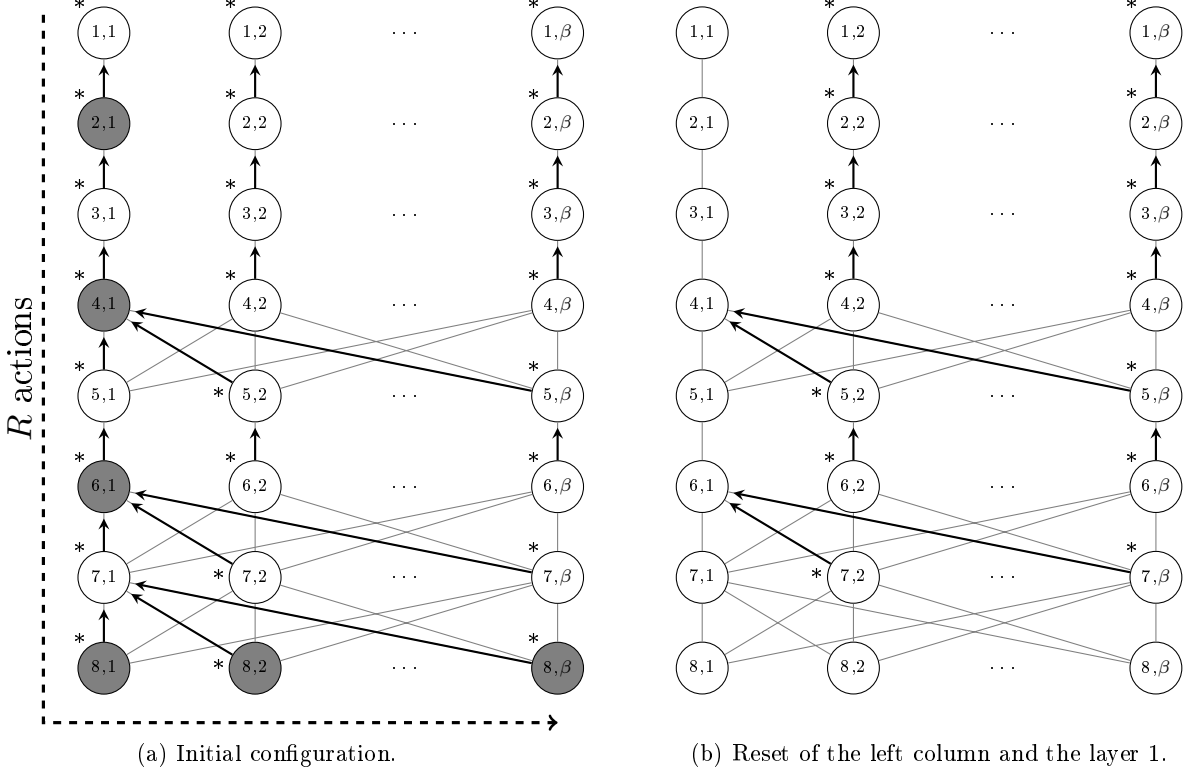 * * * * *
1,1 1,2 . . . 1,β 1,1 1,2 . . . 1,β
* * * * *
2,1 2,2 . . . 2,β 2,1 2,2 . . . 2,β
* * * * *
3,1 3,2 . . . 3,β 3,1 3,2 . . . 3,β
* * * * *
4,1 4,2 . . . 4,β 4,1 4,2 . . . 4,β
* * *
5,1 * 5,2 . . . 5,β 5,1 * 5,2 . . . 5,β
* * * * *
6,1 6,2 . . . 6,β 6,1 6,2 . . . 6,β
* * *
7,1 * 7,2 . . . 7,β 7,1 * 7,2 . . . 7,β
* *
8,1 * 8,2 . . . 8,β 8,1 8,2 . . . 8,β
R actions
(a) Initial configuration. (b) Reset of the left column and the layer 1.